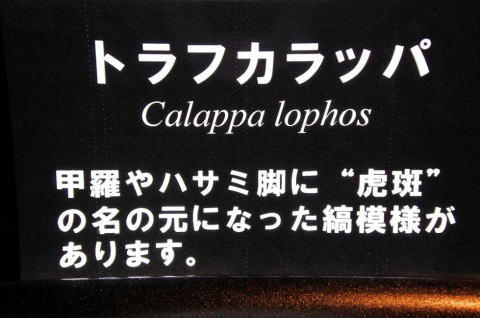 トラフカラッパ
Calappa lophos
甲羅やハサミ脚に“虎斑”
の名の元になった縞模様が
あります。